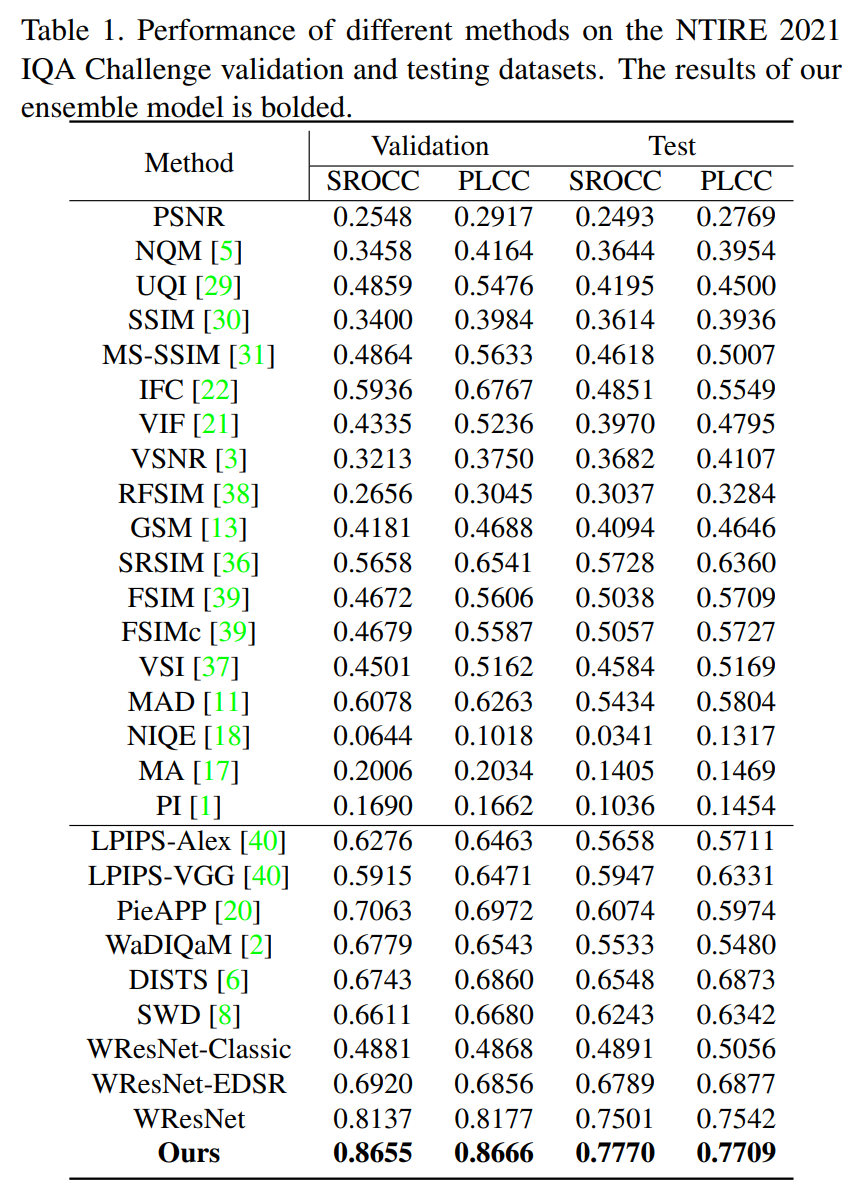 Table 1. Performance of different methods on the NTIRE 2021
IQA Challenge validation and testing datasets. The results of our
ensemble model is bolded.
Method Validation Test
SROCC PLCC SROCC PLCC
PSNR 0.2548 0.2917 0.2493 0.2769
NQM [5] 0.3458 0.4164 0.3644 0.3954
UQI [29] 0.4859 0.5476 0.4195 0.4500
SSIM [30] 0.3400 0.3984 0.3614 0.3936
MS-SSIM [31] 0.4864 0.5633 0.4618 0.5007
IFC [22] 0.5936 0.6767 0.4851 0.5549
VIF [21] 0.4335 0.5236 0.3970 0.4795
VSNR [3] 0.3213 0.3750 0.3682 0.4107
RFSIM [38] 0.2656 0.3045 0.3037 0.3284
GSM [13] 0.4181 0.4688 0.4094 0.4646
SRSIM [36] 0.5658 0.6541 0.5728 0.6360
FSIM [39] 0.4672 0.5606 0.5038 0.5709
FSIMc [39] 0.4679 0.5587 0.5057 0.5727
VSI [37] 0.4501 0.5162 0.4584 0.5169
MAD [11] 0.6078 0.6263 0.5434 0.5804
NIQE [18] 0.0644 0.1018 0.0341 0.1317
MA [17] 0.2006 0.2034 0.1405 0.1469
PI [1] 0.1690 0.1662 0.1036 0.1454
LPIPS-Alex [40] 0.6276 0.6463 0.5658 0.5711
LPIPS-VGG [40] 0.5915 0.6471 0.5947 0.6331
PieAPP [20] 0.7063 0.6972 0.6074 0.5974
WaDIQaM [2] 0.6779 0.6543 0.5533 0.5480
DISTS [6] 0.6743 0.6860 0.6548 0.6873
SWD [8] 0.6611 0.6680 0.6243 0.6342
WResNet-Classic 0.4881 0.4868 0.4891 0.5056
WResNet-EDSR 0.6920 0.6856 0.6789 0.6877
WResNet 0.8137 0.8177 0.7501 0.7542
Ours 0.8655 0.8666 0.7770 0.7709